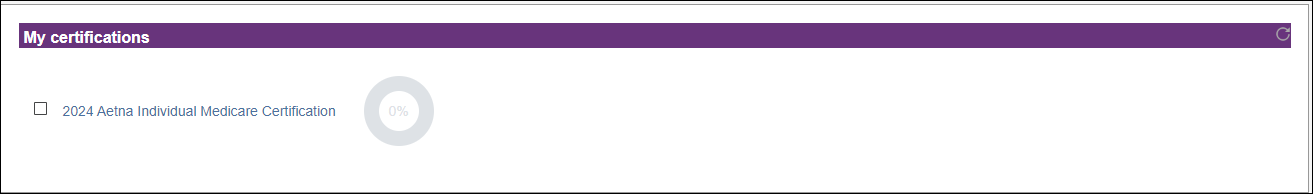 My certifications
2024 Aetna Individual Medicare Certification
0%